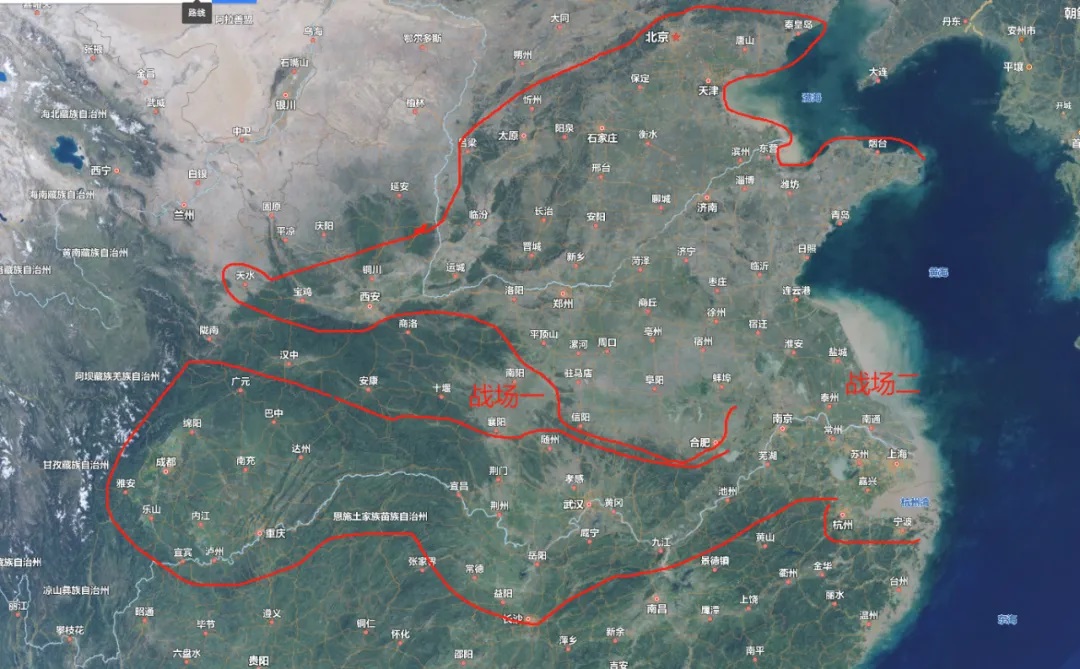 路线
阿拉善盟
大同
丹东
朝鲜
乌海
鄂尔多斯
北京
秦皇岛
安州市
张掖
朔州
唐山
平壤
金昌
石嘴山
保定
天津
大连
武威
银川
榆林
忻州
渤海
开城
海北藏族自治州
中卫
吕梁
太原
阳泉
石家庄
衡水
滨州
东营
烟台
西宁
白银
邢台
淄博
潍坊
海南藏族自治州
延安
聊城
济南
兰州
固原
临汾
长治
安阳
青岛
平凉
庆阳
黄南藏族自治州
晋城
新乡
菏泽
济宁
日照
天水
铜川
运城
临沂
黄海
宝鸡
西安
洛阳
郑州
枣庄
连云港
商丘
徐州
陇南
商洛
平顶山
漯河
周口
亳州
宿州
宿迁
淮安
盐城
汉中
阿坝藏族羌族自治州
广元
安康
十堰
南阳
驻马店
阜阳
蚌埠
战场一
战场二
巴中
绵阳
襄阳
信阳
泰州
南京
南通
常州
达州
随州
合肥
成都
南充
芜湖
苏州
上海
甘孜藏族自治州
雅安
荆门
孝感
嘉兴
宜昌
池州
乐山
内江
荆州
武汉
黄冈
杭州湾
恩施土家族苗族自治州
杭州
宁波
重庆
咸宁
黄山
宜宾
泸州
岳阳
九江
张家界
常德
景德镇
衢州
金华
台州
凉山彝族自治州
益阳
丽水
丽江
昭通
遵义
长沙
南昌
鹰潭
上饶
温州
东海
攀枝花
毕节
铜仁
怀化
萍乡
新余
六盘水
贵阳
邵阳
吉安
南平